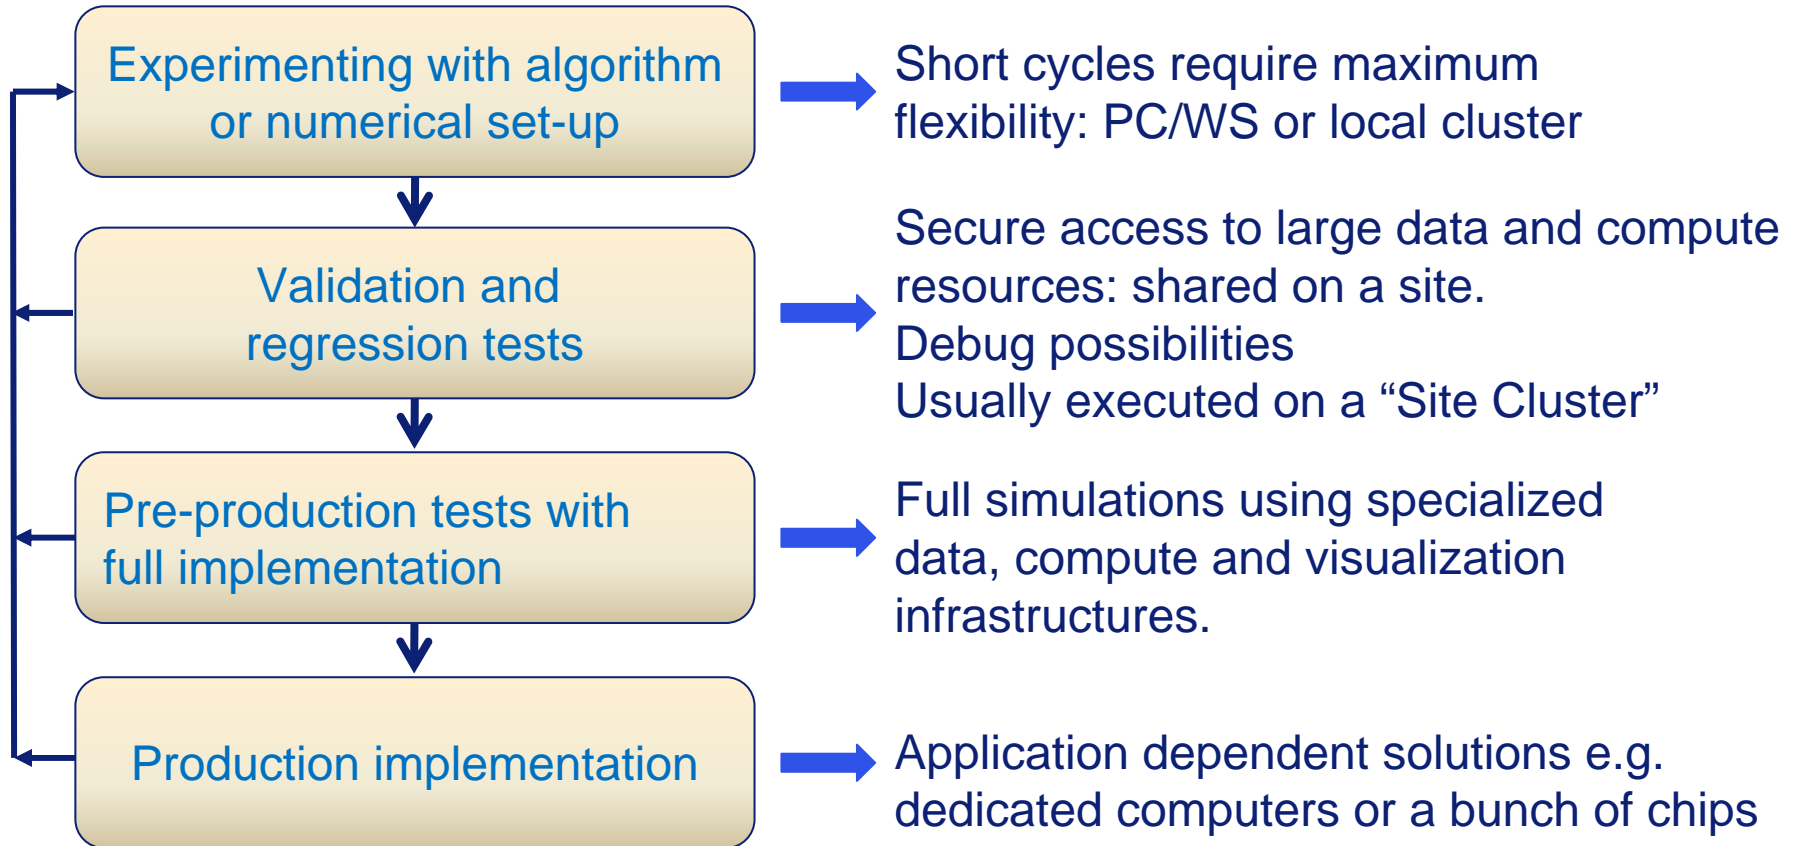 Experimenting with algorithm
or numerical set-up
Short cycles require maximum
flexibility: PC/WS or local cluster
Validation and
regression tests
Secure access to large data and compute
resources: shared on a site.
Debug possibilities
Usually executed on a “Site Cluster”
Pre-production tests with
full implementation
Full simulations using specialized
data, compute and visualization
infrastructures.
Production implementation
Application dependent solutions e.g.
dedicated computers or a bunch of chips